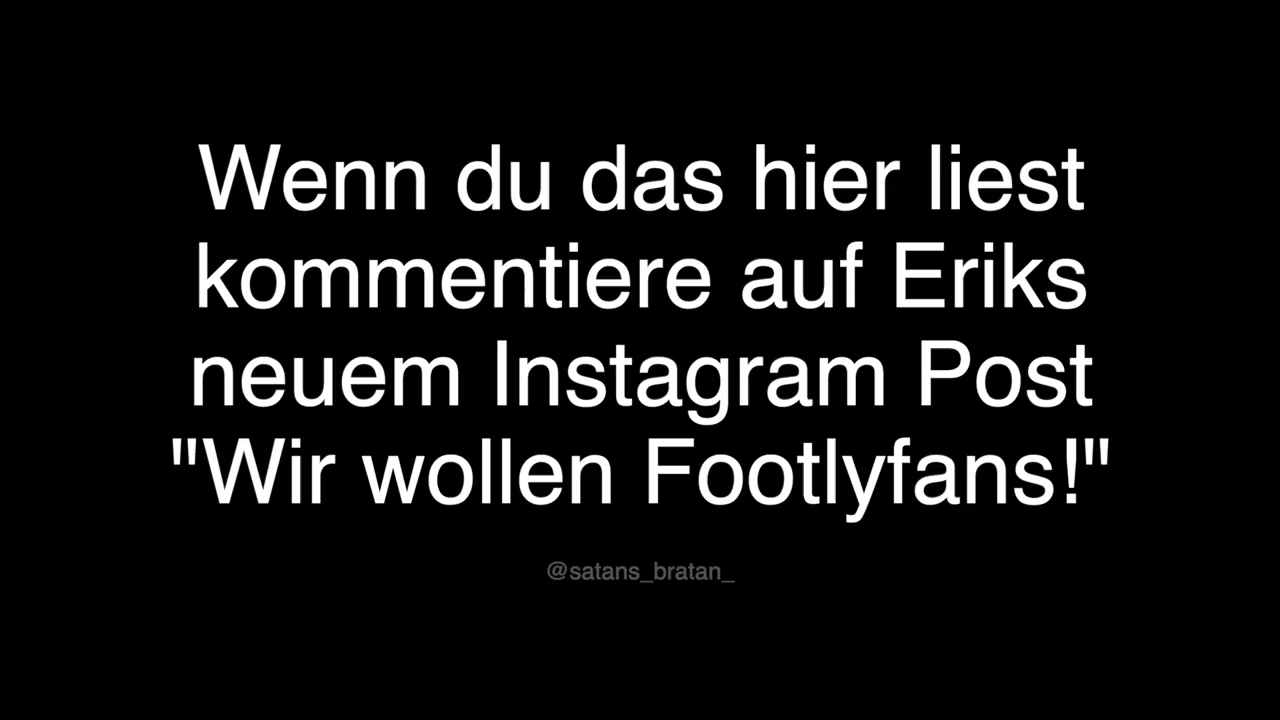 Wenn du das hier liest
kommentiere auf Eriks
neuem Instagram Post
"Wir wollen Footlyfans!"
@satans_bratan_